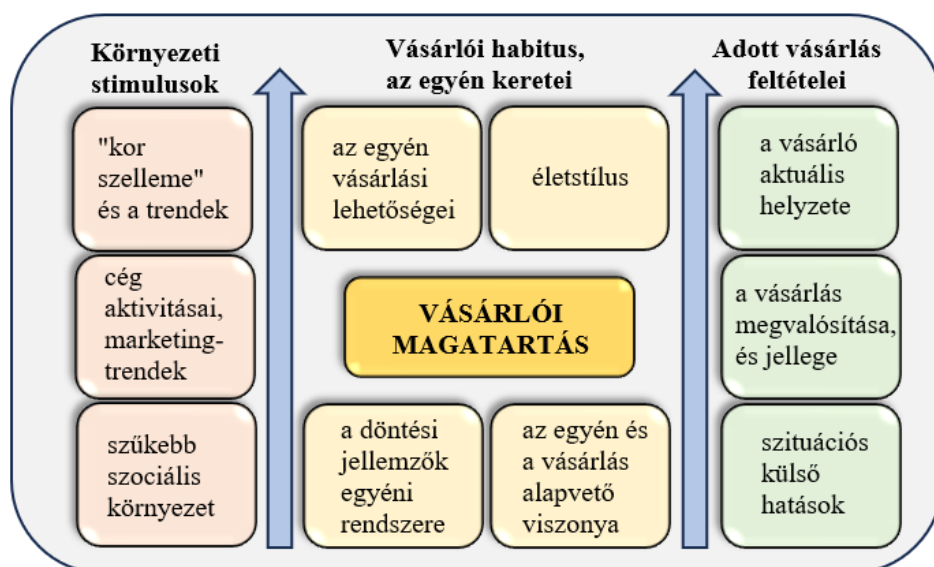 Környezeti
stimulusok
"kor
szelleme"
és a trendek
cég
aktivitásai,
marketing-
trendek
szűkebb
szociális
környezet
Vásárlói habitus,
az egyén keretei
az egyén
vásárlási
lehetőségei
életstílus
VÁSÁRLÓI
MAGATARTÁS
a döntési
jellemzők
egyéni
rendszere
az egyén és
a vásárlás
alapvető
viszonya
Adott vásárlás
feltételei
a vásárló
aktuális
helyzete
a vásárlás
megvalósítása,
és jellege
szituációs
külső
hatások